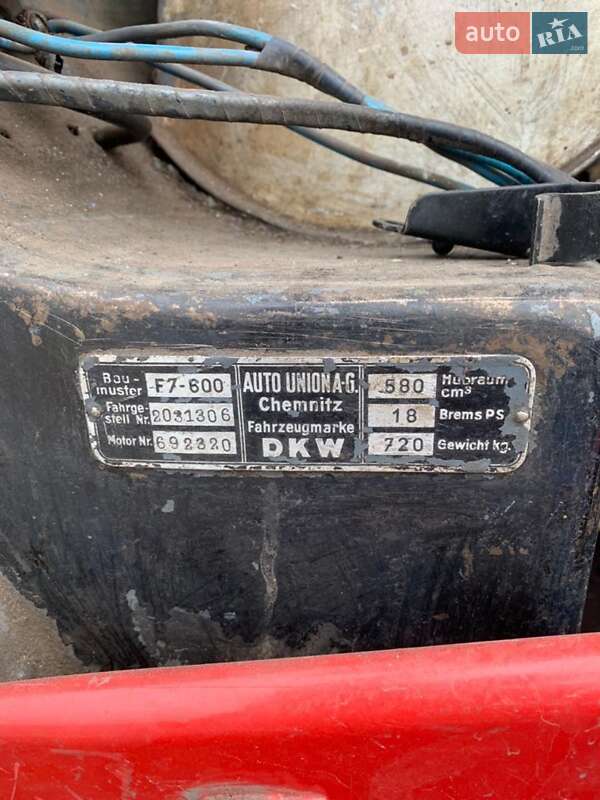 auto RIA .com
Bau-
muster F7-600
Fahrge-
stell Nr. 2031306
Motor Nr. 692320
AUTO UNION A-G.
Chemnitz
Fahrzeugmarke
DKW
580 Hubraum
cm³
18 Brems PS
720 Gewicht kg.